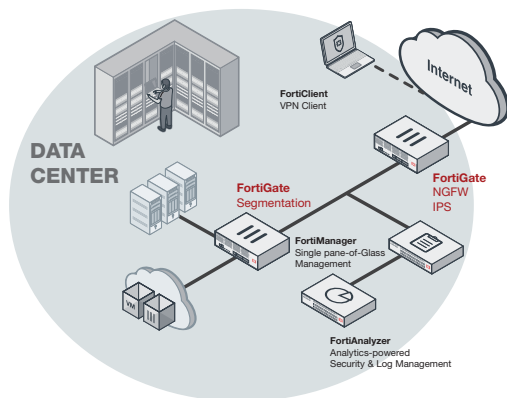 Internet
FortiClient
VPN Client
DATA
CENTER
FortiGate
NGFW
IPS
FortiGate
Segmentation
FortiManager
Single pane-of-Glass
Management
VM
FortiAnalyzer
Analytics-powered
Security & Log Management